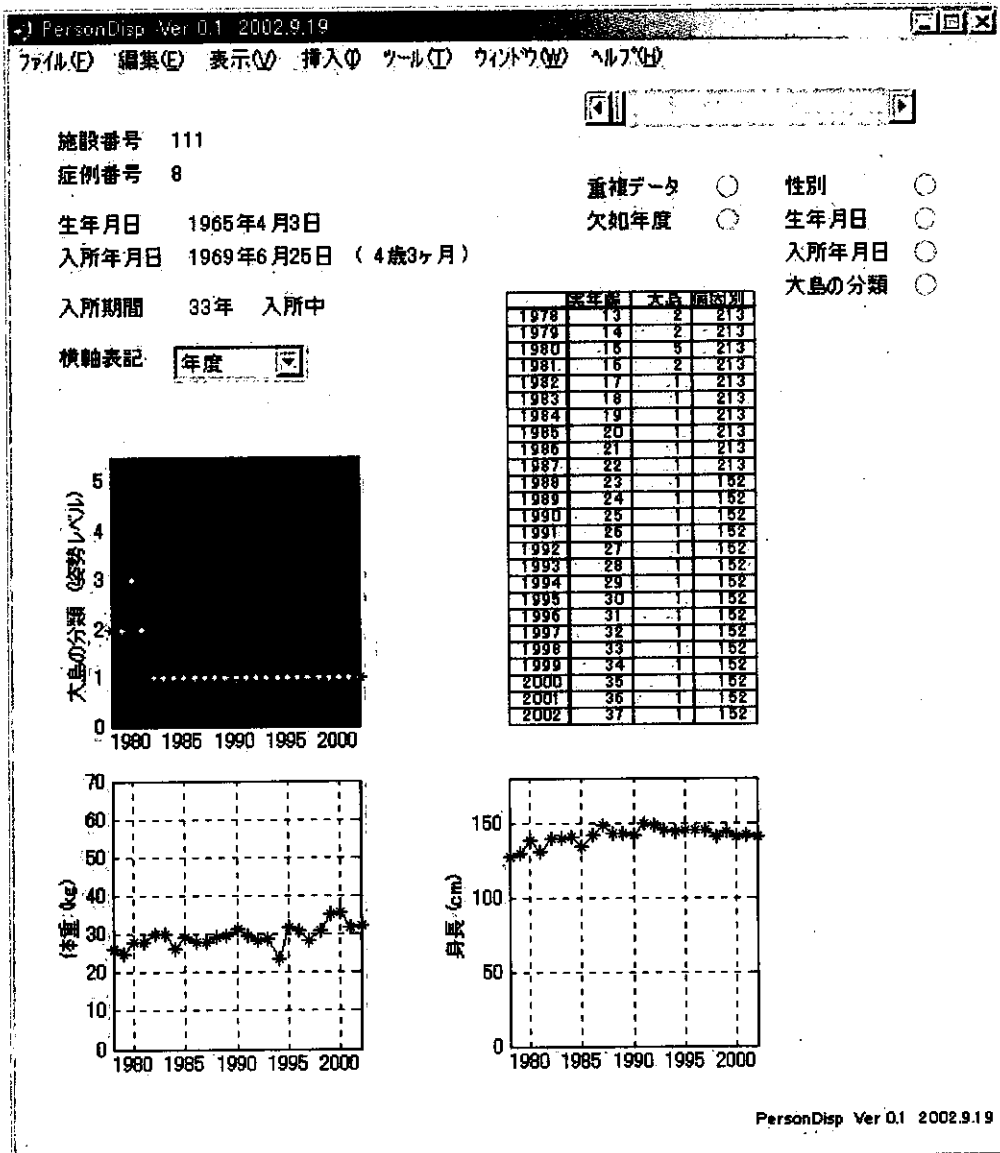 PersonDisp Ver 0.1 2002.9.19
ファイル(F) 編集(E) 表示(V) 挿入(I) ツール(T) ウィンドウ(W) ヘルプ(H)
施設番号 111
症例番号 8
生年月日 1965年4月3日
入所年月日 1969年6月25日 ( 4歳3ヶ月 )
入所期間 33年 入所中
横軸表記 年度
重複データ
欠如年度
性別
生年月日
入所年月日
大島の分類
実年齢 大島 病因別
1978 13 2 213
1979 14 2 213
1980 15 5 213
1981 16 2 213
1982 17 1 213
1983 18 1 213
1984 19 1 213
1985 20 1 213
1986 21 1 213
1987 22 1 213
1988 23 1 152
1989 24 1 152
1990 25 1 152
1991 26 1 152
1992 27 1 152
1993 28 1 152
1994 29 1 152
1995 30 1 152
1996 31 1 152
1997 32 1 152
1998 33 1 152
1999 34 1 152
2000 35 1 152
2001 36 1 152
2002 37 1 152
大島の分類 (姿勢レベル)
5
4
3
2
1
0
1980 1985 1990 1995 2000
体重 (kg)
70
60
50
40
30
20
10
0
1980 1985 1990 1995 2000
身長 (cm)
150
100
50
0
1980 1985 1990 1995 2000
PersonDisp Ver 0.1 2002.9.19